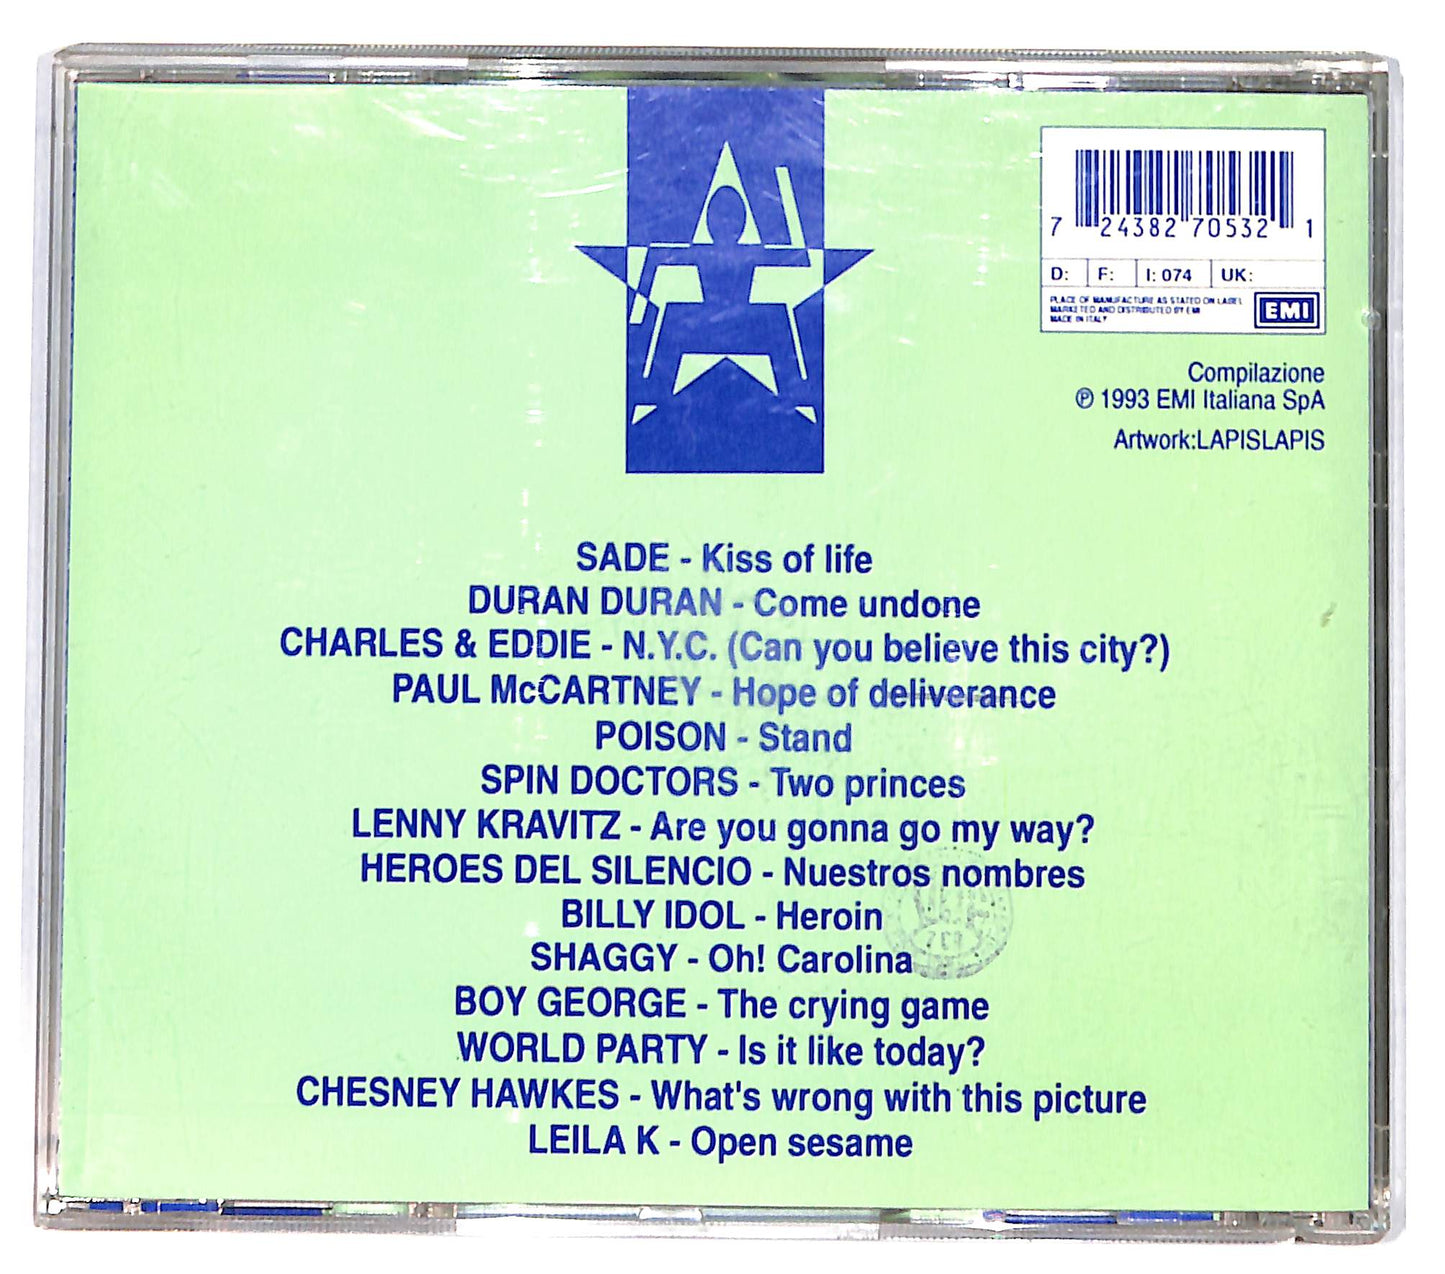 7 24382 70532 1
D: F: I: 074 UK:
PLACE OF MANUFACTURE AS STATED ON LABEL
MARKETED AND DISTRIBUTED BY EMI
MADE IN ITALY
EMI
Compilazione
℗ 1993 EMI Italiana SpA
Artwork:LAPISLAPIS
SADE - Kiss of life
DURAN DURAN - Come undone
CHARLES & EDDIE - N.Y.C. (Can you believe this city?)
PAUL McCARTNEY - Hope of deliverance
POISON - Stand
SPIN DOCTORS - Two princes
LENNY KRAVITZ - Are you gonna go my way?
HEROES DEL SILENCIO - Nuestros nombres
BILLY IDOL - Heroin
SHAGGY - Oh! Carolina
BOY GEORGE - The crying game
WORLD PARTY - Is it like today?
CHESNEY HAWKES - What's wrong with this picture
LEILA K - Open sesame